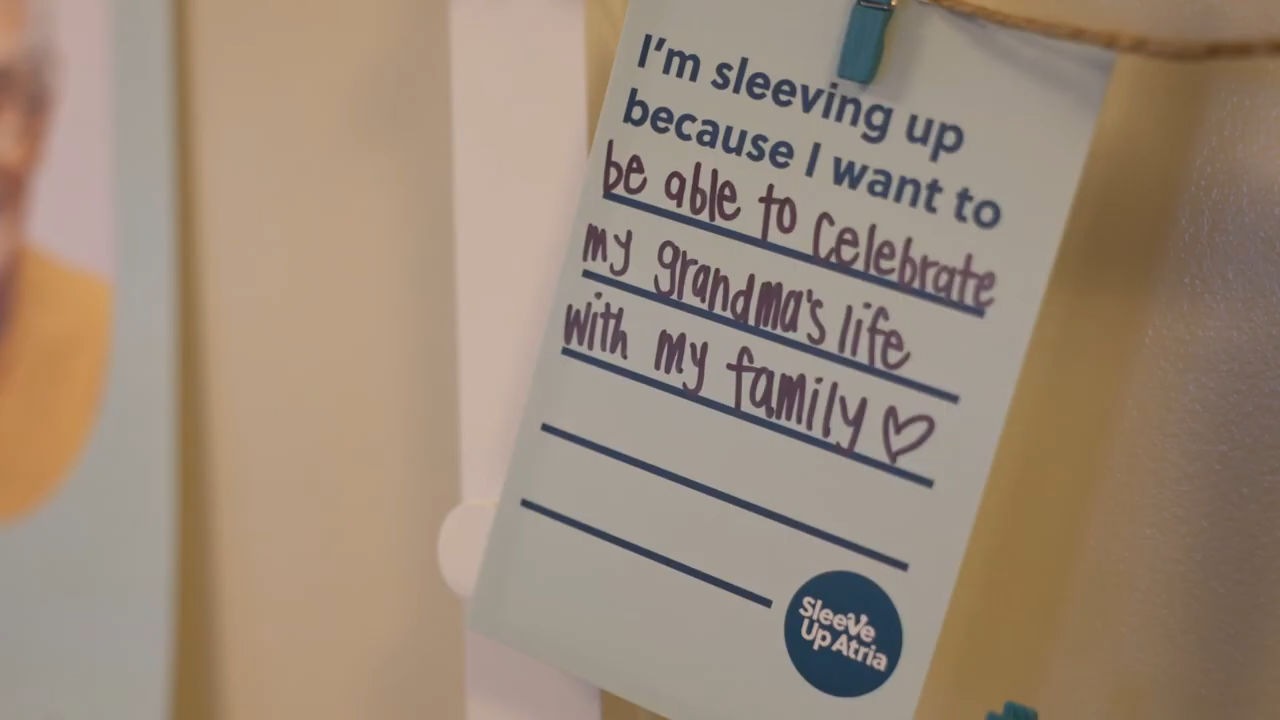 I'm sleeving up
because I want to
be able to celebrate
my grandma's life
with my family ♡
Sleeve
Up Atria